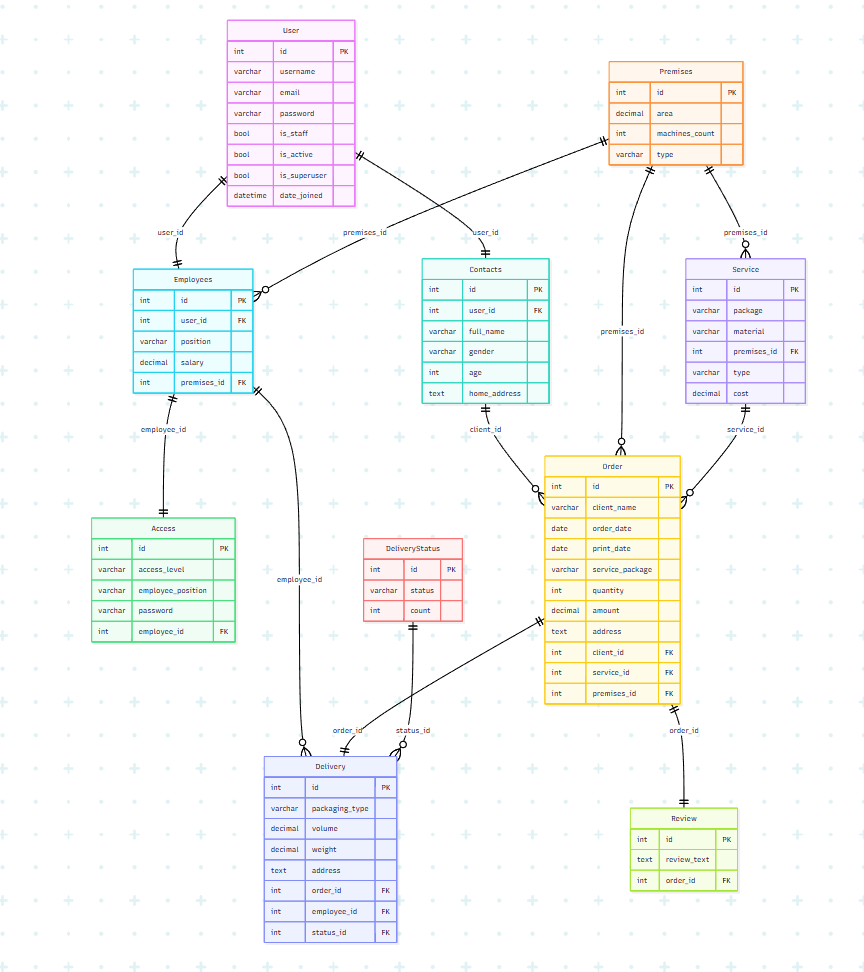 User
int id PK
varchar username
varchar email
varchar password
bool is_staff
bool is_active
bool is_superuser
datetime date_joined
Premises
int id PK
decimal area
int machines_count
varchar type
user_id
premises_id
user_id
premises_id
Employees
int id PK
int user_id FK
varchar position
decimal salary
int premises_id FK
Contacts
int id PK
int user_id FK
varchar full_name
varchar gender
int age
text home_address
Service
int id PK
varchar package
varchar material
int premises_id FK
varchar type
decimal cost
premises_id
employee_id
client_id
service_id
Order
int id PK
varchar client_name
date order_date
date print_date
varchar service_package
int quantity
decimal amount
text address
int client_id FK
int service_id FK
int premises_id FK
Access
int id PK
varchar access_level
varchar employee_position
varchar password
int employee_id FK
DeliveryStatus
int id PK
varchar status
int count
employee_id
order_id
status_id
order_id
Delivery
int id PK
varchar packaging_type
decimal volume
decimal weight
text address
int order_id FK
int employee_id FK
int status_id FK
Review
int id PK
text review_text
int order_id FK